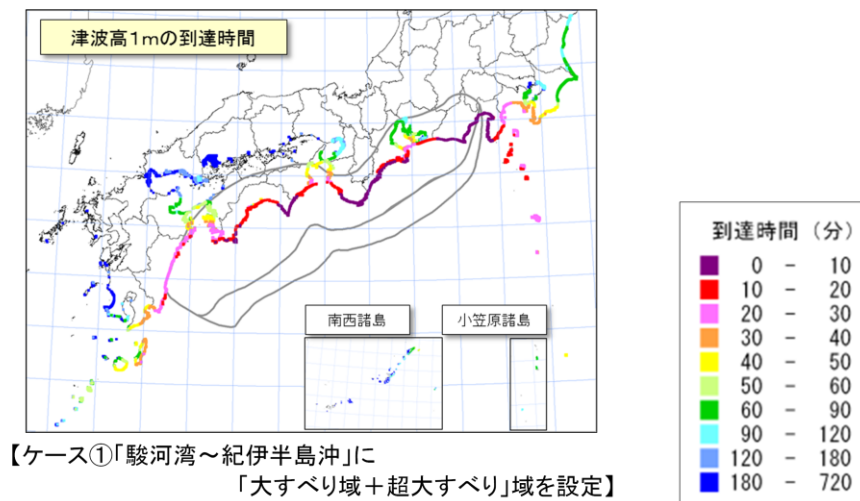 津波高1mの到達時間
南西諸島
小笠原諸島
【ケース①「駿河湾~紀伊半島沖」に
「大すべり域+超大すべり」域を設定】
到達時間（分）
0 － 10
10 － 20
20 － 30
30 － 40
40 － 50
50 － 60
60 － 90
90 － 120
120 － 180
180 － 720